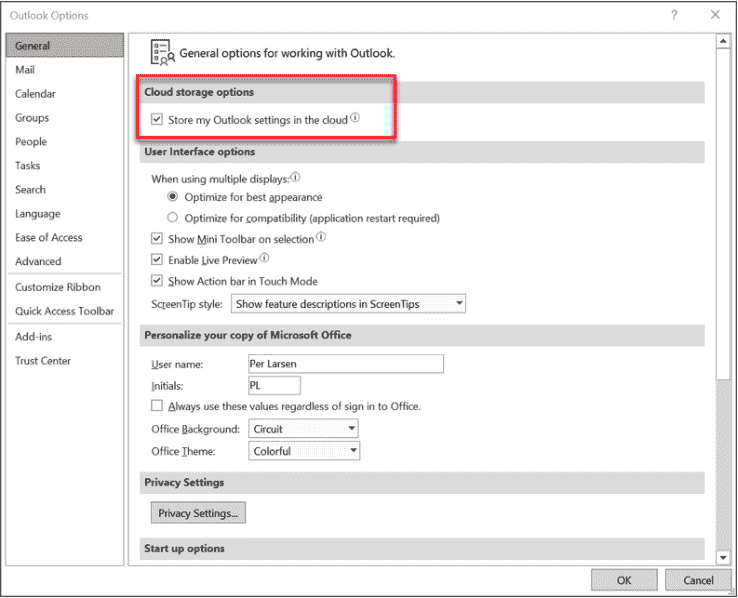 Outlook Options
?
General
Mail
Calendar
Groups
People
Tasks
Search
Language
Ease of Access
Advanced
Customize Ribbon
Quick Access Toolbar
Add-ins
Trust Center
General options for working with Outlook.
Cloud storage options
Store my Outlook settings in the cloud
User Interface options
When using multiple displays:
Optimize for best appearance
Optimize for compatibility (application restart required)
Show Mini Toolbar on selection
Enable Live Preview
Show Action bar in Touch Mode
ScreenTip style: Show feature descriptions in ScreenTips
Personalize your copy of Microsoft Office
User name: Per Larsen
Initials: PL
Always use these values regardless of sign in to Office.
Office Background: Circuit
Office Theme: Colorful
Privacy Settings
Privacy Settings...
Start up options
OK Cancel